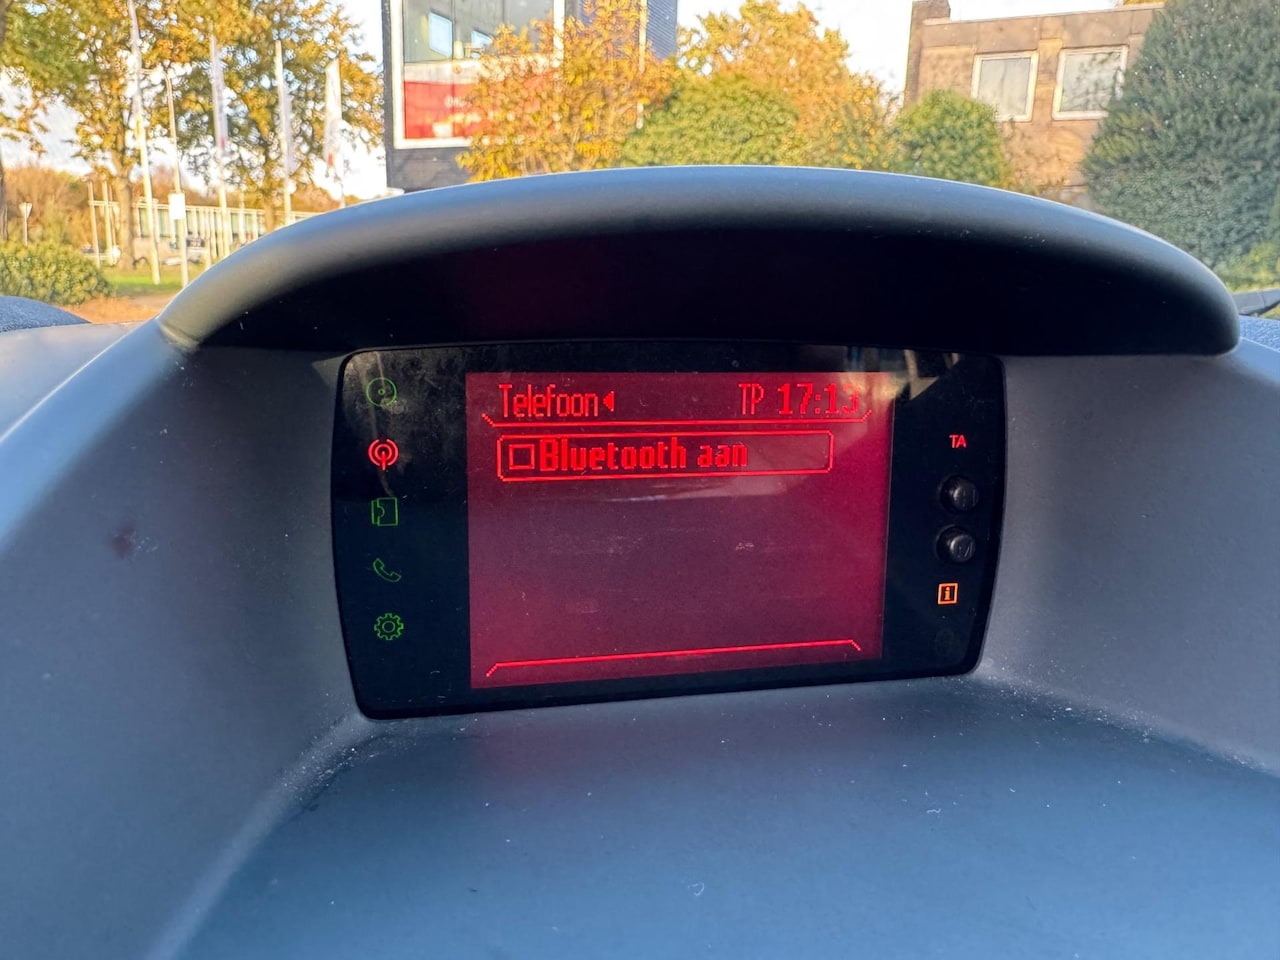 Telefoon TP 17:13
Bluetooth aan
TA
i